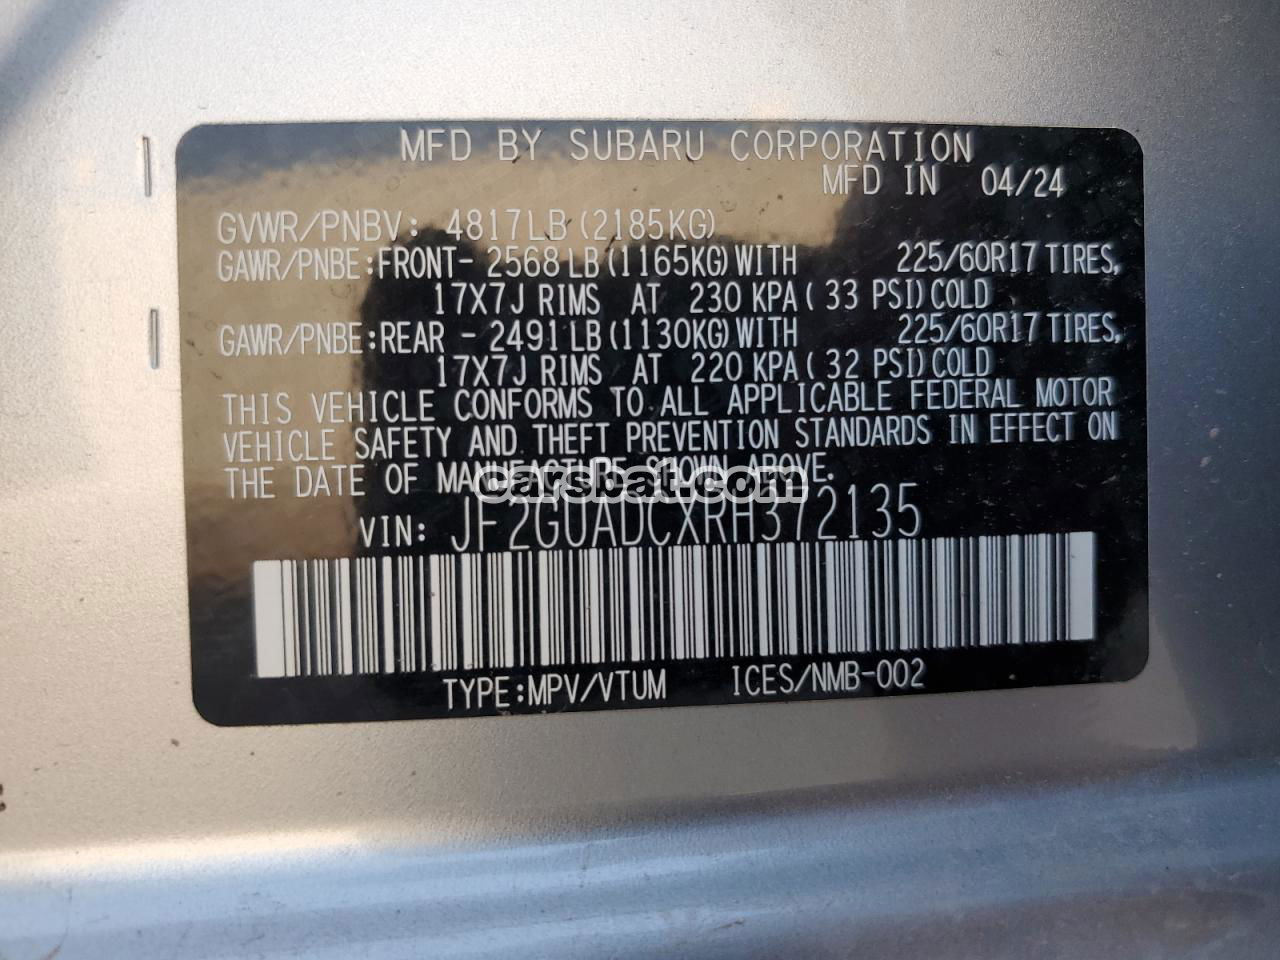 MFD BY SUBARU CORPORATION
MFD IN 04/24
GVWR/PNBV: 4817LB (2185KG)
GAWR/PNBE:FRONT- 2568 LB (1165KG) WITH 225/60R17 TIRES,
17X7J RIMS AT 230 KPA ( 33 PSI) COLD
GAWR/PNBE:REAR - 2491 LB (1130KG) WITH 225/60R17 TIRES,
17X7J RIMS AT 220 KPA ( 32 PSI) COLD
THIS VEHICLE CONFORMS TO ALL APPLICABLE FEDERAL MOTOR
VEHICLE SAFETY AND THEFT PREVENTION STANDARDS IN EFFECT ON
THE DATE OF MANUFACTURE SHOWN ABOVE.
carsbat.com
VIN: JF2GUADCXRH372135
TYPE:MPV/VTUM ICES/NMB-002